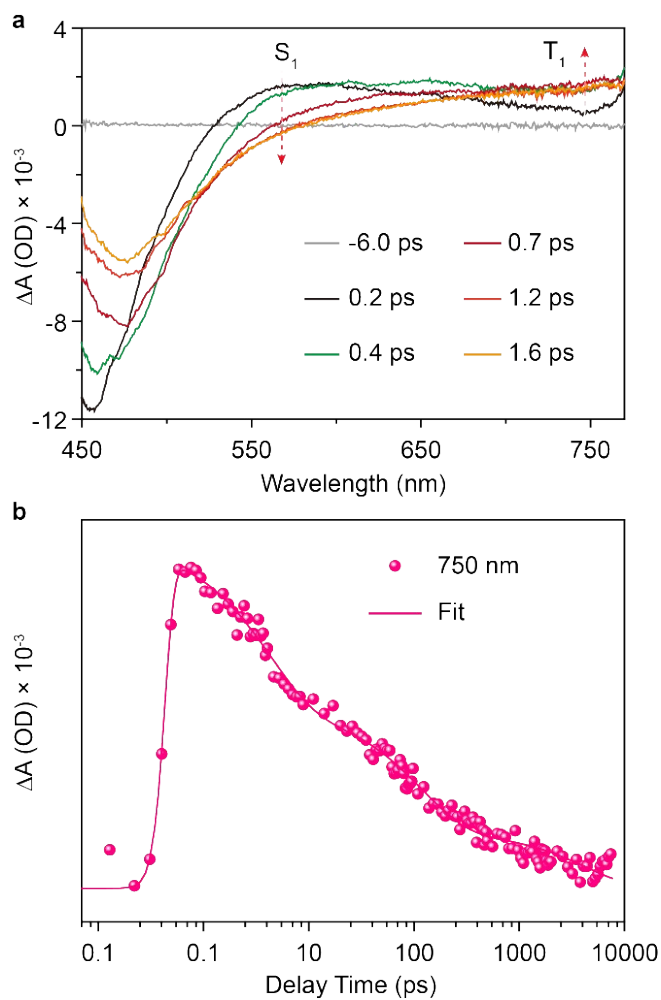 a
4
0
-4
-8
-12
ΔA (OD) × 10⁻³
S₁
T₁
-6.0 ps
0.7 ps
0.2 ps
1.2 ps
0.4 ps
1.6 ps
450
550
650
750
Wavelength (nm)
b
750 nm
Fit
ΔA (OD) × 10⁻³
0.1
0.1
10
100
1000
10000
Delay Time (ps)